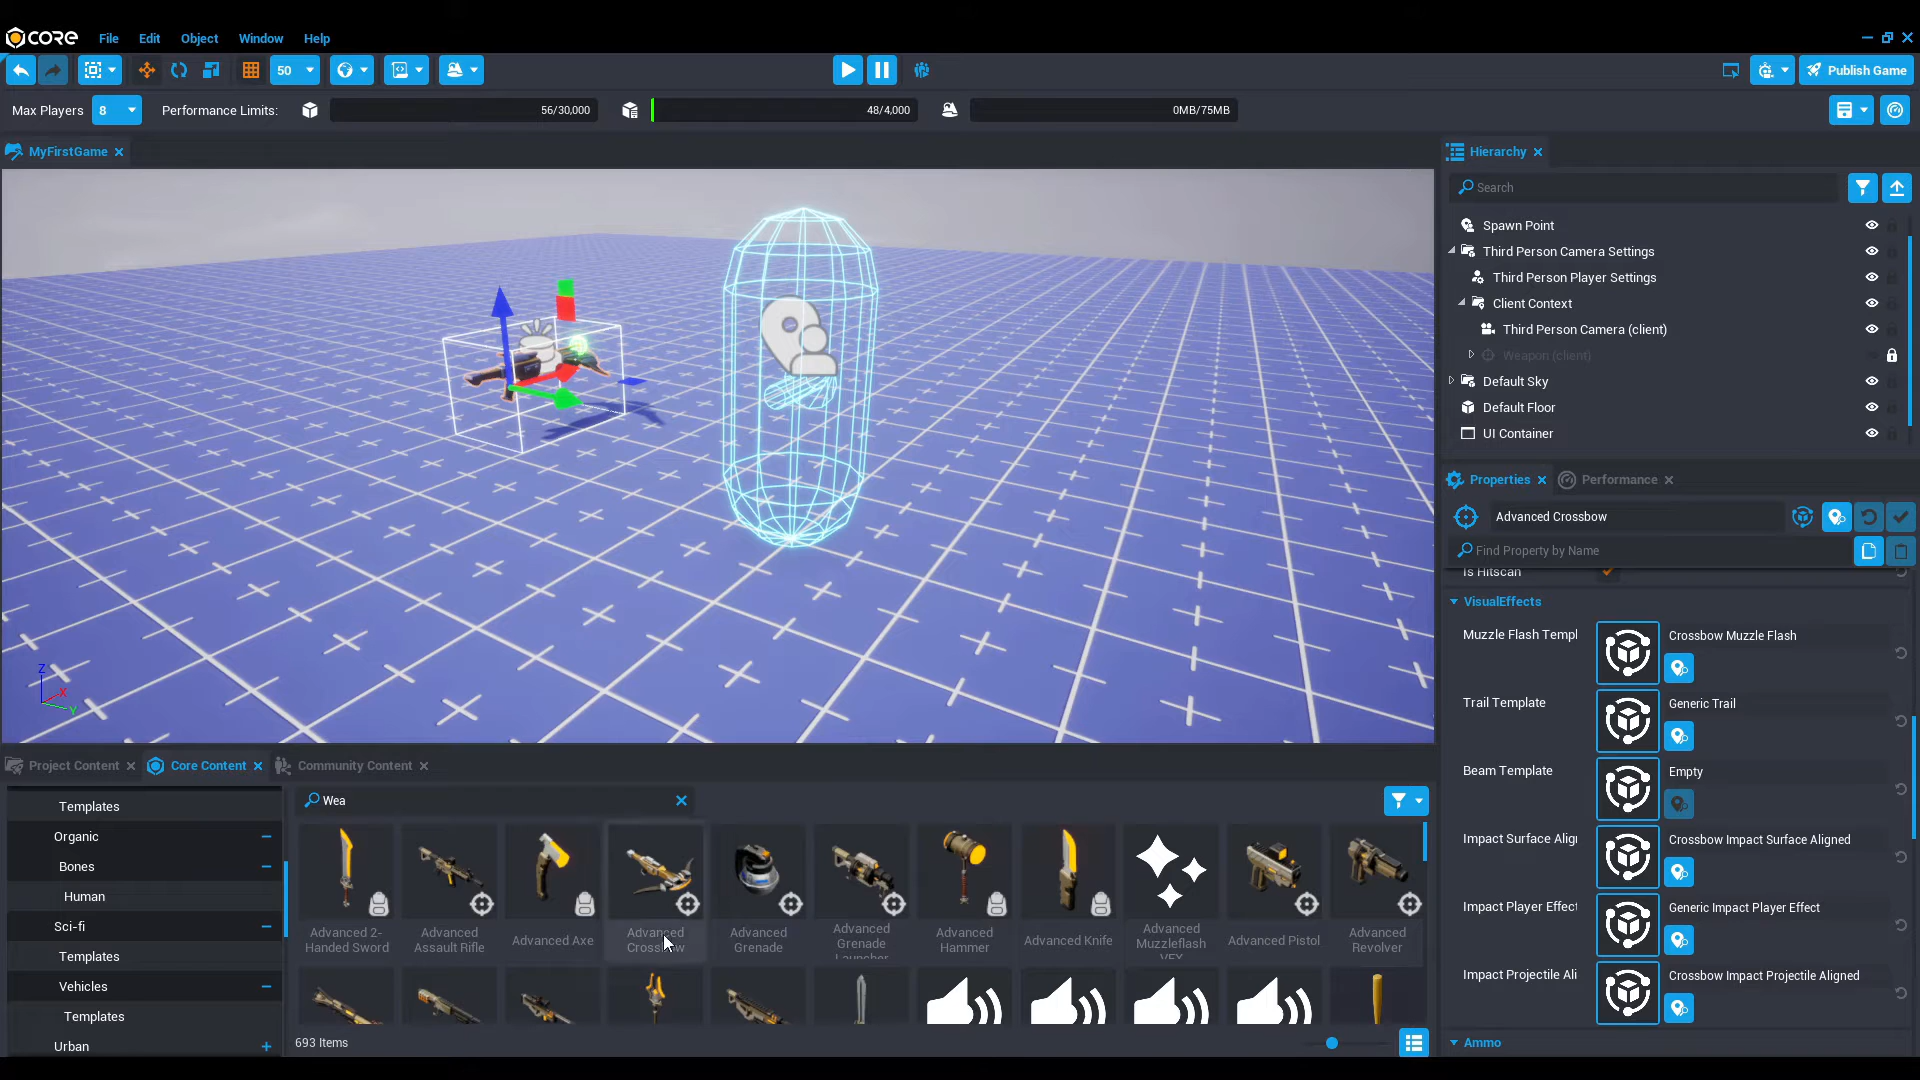 CORE File Edit Object Window Help
50 Publish Game
Max Players 8 Performance Limits: 56/30,000 48/4,000 0MB/75MB
MyFirstGame
Hierarchy
Search
Spawn Point
Third Person Camera Settings
Third Person Player Settings
Client Context
Third Person Camera (client)
Weapon (client)
Default Sky
Default Floor
UI Container
Properties Performance
Advanced Crossbow
Find Property by Name
Is Hitscan
VisualEffects
Muzzle Flash Templ Crossbow Muzzle Flash
Trail Template Generic Trail
Beam Template Empty
Impact Surface Align Crossbow Impact Surface Aligned
Impact Player Effect Generic Impact Player Effect
Impact Projectile Ali Crossbow Impact Projectile Aligned
Ammo
Z
X
Y
Project Content Core Content Community Content
Templates
Organic
Bones
Human
Sci-fi
Templates
Vehicles
Templates
Urban
Wea
Advanced 2-
Handed Sword
Advanced
Assault Rifle
Advanced Axe
Advanced
Crossbow
Advanced
Grenade
Advanced
Grenade
Launcher
Advanced
Hammer
Advanced Knife
Advanced
Muzzleflash
VFX
Advanced Pistol
Advanced
Revolver
693 Items